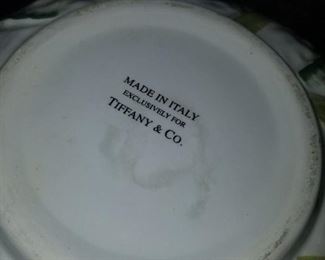 MADE IN ITALY
EXCLUSIVELY FOR
TIFFANY & CO.